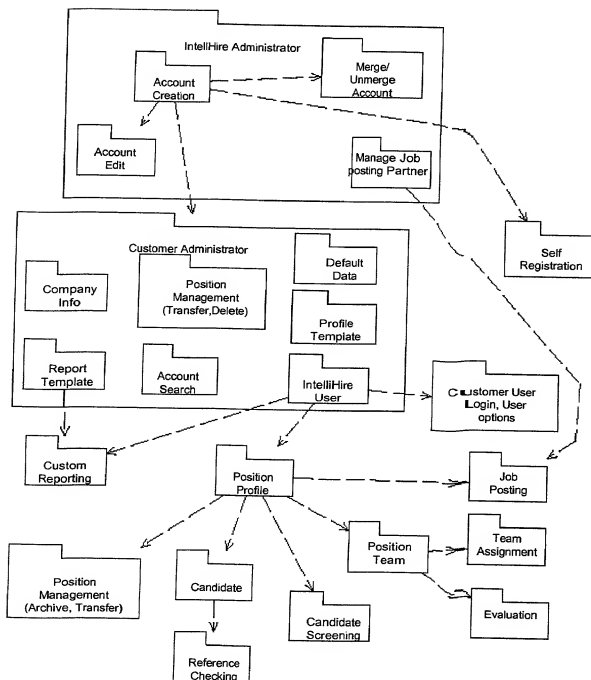 IntelliHire Administrator
Account
Creation
Merge/
Unmerge
Account
Account
Edit
Manage Job
posting Partner
Self
Registration
Customer Administrator
Company
Info
Position
Management
(Transfer,Delete)
Default
Data
Profile
Template
Report
Template
Account
Search
IntelliHire
User
Customer User
Login, User
options
Custom
Reporting
Position
Profile
Job
Posting
Position
Team
Team
Assignment
Position
Management
(Archive, Transfer)
Candidate
Candidate
Screening
Evaluation
Reference
Checking